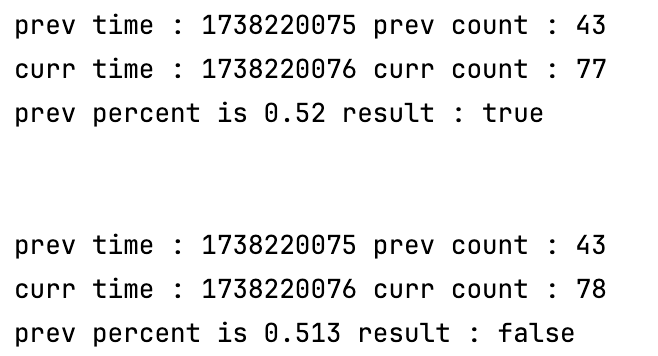 prev time : 1738220075 prev count : 43
curr time : 1738220076 curr count : 77
prev percent is 0.52 result : true
prev time : 1738220075 prev count : 43
curr time : 1738220076 curr count : 78
prev percent is 0.513 result : false